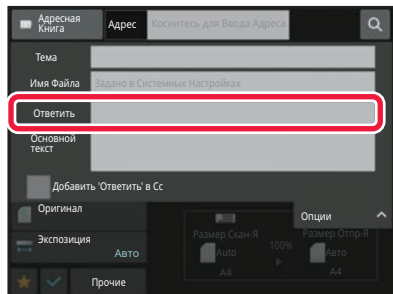 Адресная
Книга
Адрес
Коснитесь для Ввода Адреса
Тема
Имя Файла
Задано в Системных Настройках
Ответить
Основной
текст
Добавить 'Ответить' в Cc
Оригинал
Опции
Экспозиция
Авто
Размер Скан-Я
100%
Размер Отпр-Я
Auto
Авто
A4
A4
Прочие